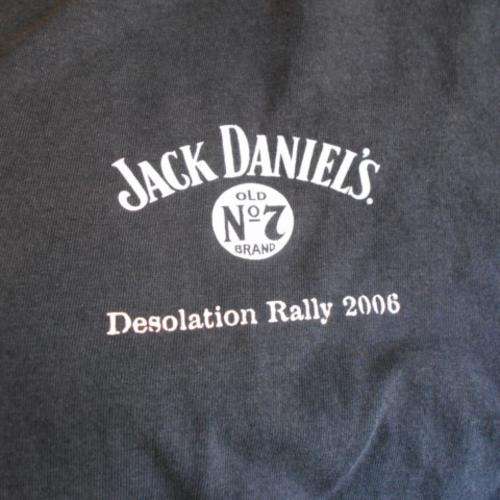 JACK DANIEL'S.
OLD
Nº7
BRAND
Desolation Rally 2006